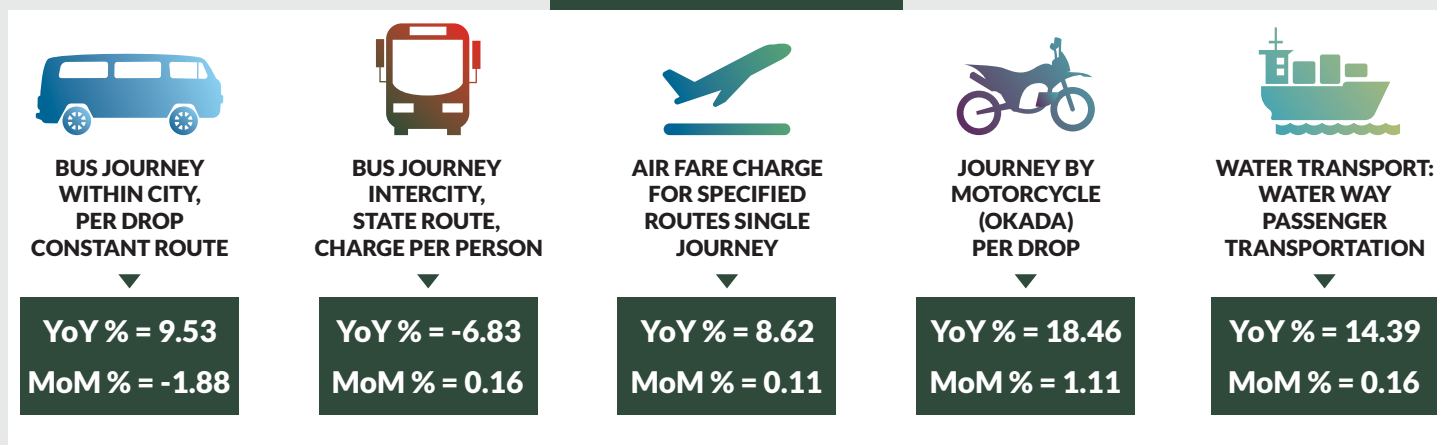 BUS JOURNEY
WITHIN CITY,
PER DROP
CONSTANT ROUTE
YoY % = 9.53
MoM % = -1.88
BUS JOURNEY
INTERCITY,
STATE ROUTE,
CHARGE PER PERSON
YoY % = -6.83
MoM % = 0.16
AIR FARE CHARGE
FOR SPECIFIED
ROUTES SINGLE
JOURNEY
YoY % = 8.62
MoM % = 0.11
JOURNEY BY
MOTORCYCLE
(OKADA)
PER DROP
YoY % = 18.46
MoM % = 1.11
WATER TRANSPORT:
WATER WAY
PASSENGER
TRANSPORTATION
YoY % = 14.39
MoM % = 0.16